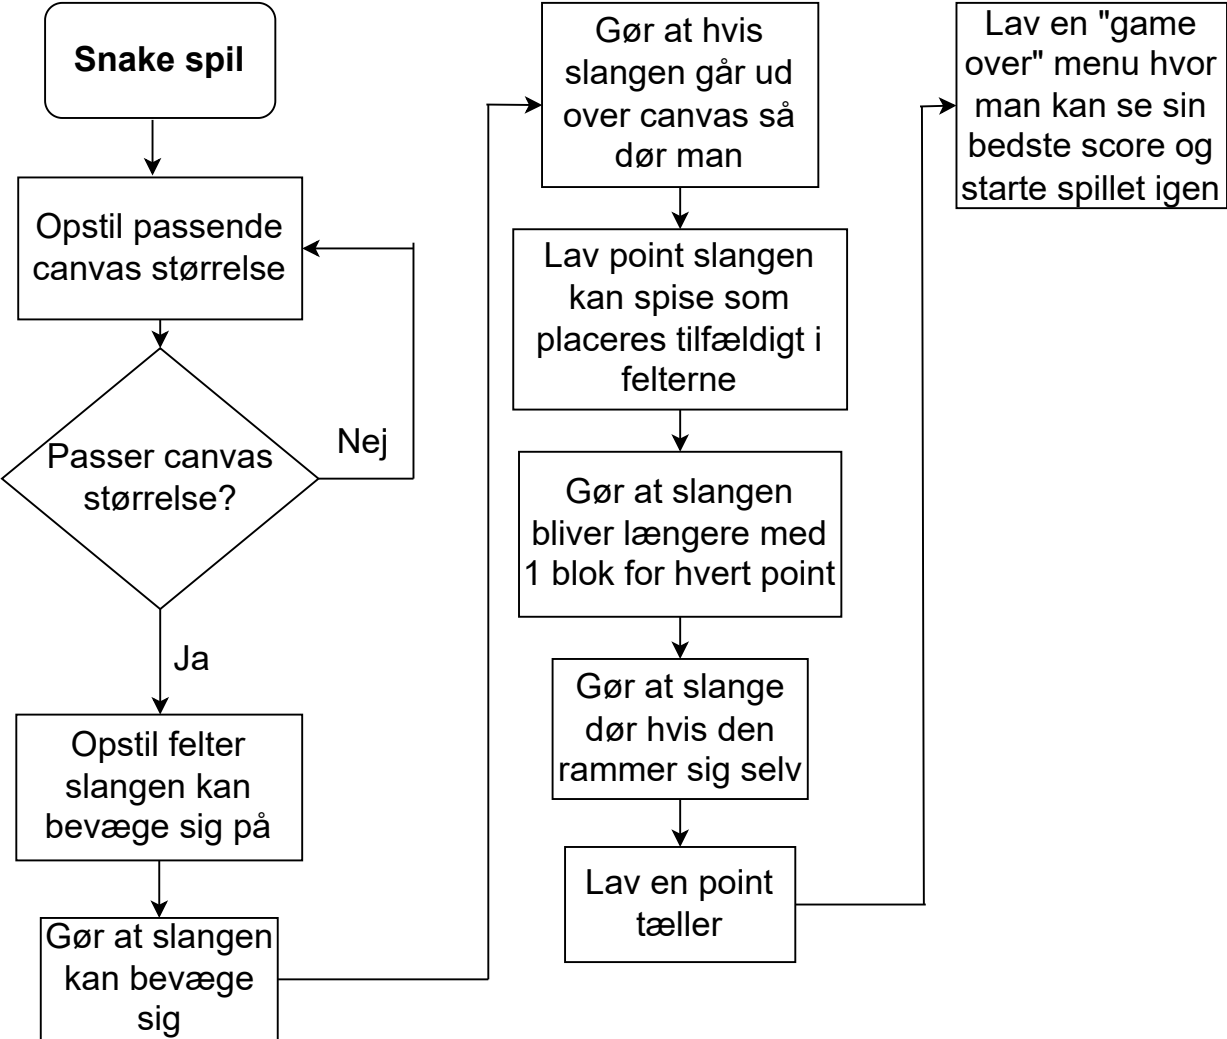 Snake spil
Opstil passende
canvas størrelse
Passer canvas
størrelse?
Nej
Ja
Opstil felter
slangen kan
bevæge sig på
Gør at slangen
kan bevæge
sig
Gør at hvis
slangen går ud
over canvas så
dør man
Lav point slangen
kan spise som
placeres tilfældigt i
felterne
Gør at slangen
bliver længere med
1 blok for hvert point
Gør at slange
dør hvis den
rammer sig selv
Lav en point
tæller
Lav en "game
over" menu hvor
man kan se sin
bedste score og
starte spillet igen